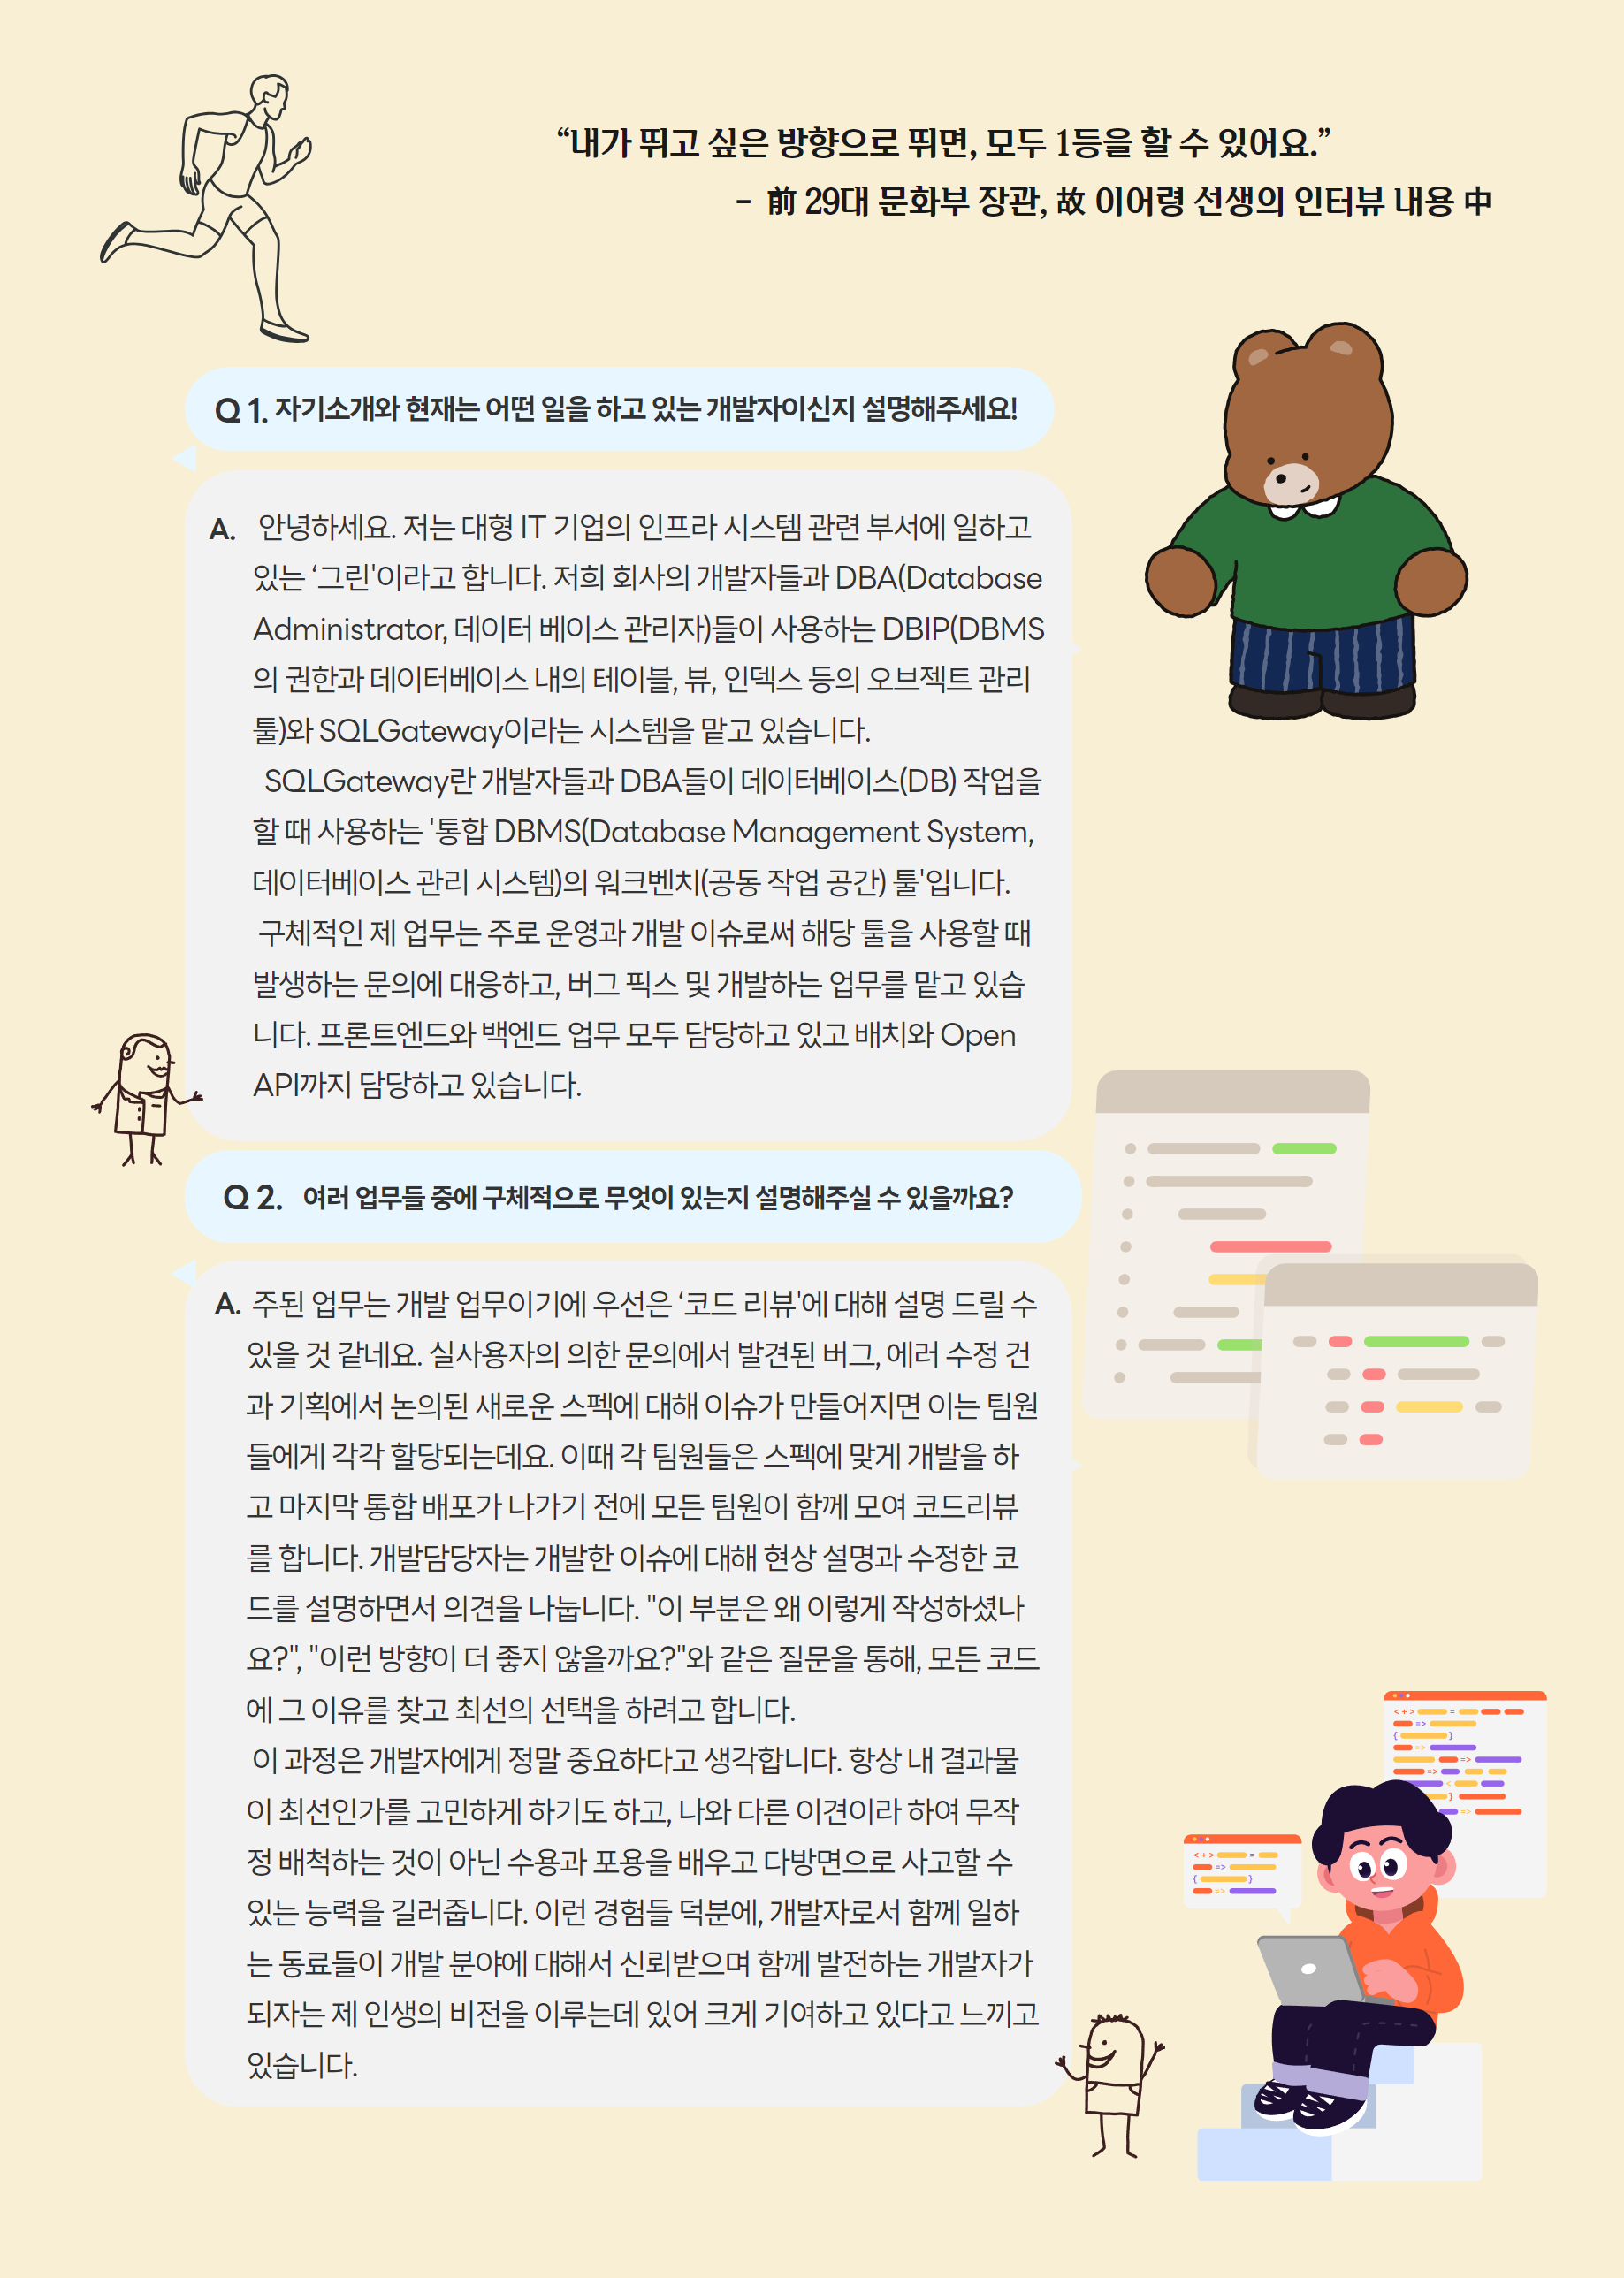 “내가 뛰고 싶은 방향으로 뛰면, 모두 1등을 할 수 있어요.”
- 前 29대 문화부 장관, 故 이어령 선생의 인터뷰 내용 中
Q 1. 자기소개와 현재는 어떤 일을 하고 있는 개발자이신지 설명해주세요!
A. 안녕하세요. 저는 대형 IT 기업의 인프라 시스템 관련 부서에 일하고
있는 ‘그린'이라고 합니다. 저희 회사의 개발자들과 DBA(Database
Administrator, 데이터 베이스 관리자)들이 사용하는 DBIP(DBMS
의 권한과 데이터베이스 내의 테이블, 뷰, 인덱스 등의 오브젝트 관리
툴)와 SQLGateway이라는 시스템을 맡고 있습니다.
SQLGateway란 개발자들과 DBA들이 데이터베이스(DB) 작업을
할 때 사용하는 '통합 DBMS(Database Management System,
데이터베이스 관리 시스템)의 워크벤치(공동 작업 공간) 툴'입니다.
구체적인 제 업무는 주로 운영과 개발 이슈로써 해당 툴을 사용할 때
발생하는 문의에 대응하고, 버그 픽스 및 개발하는 업무를 맡고 있습
니다. 프론트엔드와 백엔드 업무 모두 담당하고 있고 배치와 Open
API까지 담당하고 있습니다.
Q 2. 여러 업무들 중에 구체적으로 무엇이 있는지 설명해주실 수 있을까요?
A. 주된 업무는 개발 업무이기에 우선은 ‘코드 리뷰'에 대해 설명 드릴 수
있을 것 같네요. 실사용자의 의한 문의에서 발견된 버그, 에러 수정 건
과 기획에서 논의된 새로운 스펙에 대해 이슈가 만들어지면 이는 팀원
들에게 각각 할당되는데요. 이때 각 팀원들은 스펙에 맞게 개발을 하
고 마지막 통합 배포가 나가기 전에 모든 팀원이 함께 모여 코드리뷰
를 합니다. 개발담당자는 개발한 이슈에 대해 현상 설명과 수정한 코
드를 설명하면서 의견을 나눕니다. "이 부분은 왜 이렇게 작성하셨나
요?", "이런 방향이 더 좋지 않을까요?"와 같은 질문을 통해, 모든 코드
에 그 이유를 찾고 최선의 선택을 하려고 합니다.
이 과정은 개발자에게 정말 중요하다고 생각합니다. 항상 내 결과물
이 최선인가를 고민하게 하기도 하고, 나와 다른 이견이라 하여 무작
정 배척하는 것이 아닌 수용과 포용을 배우고 다방면으로 사고할 수
있는 능력을 길러줍니다. 이런 경험들 덕분에, 개발자로서 함께 일하
는 동료들이 개발 분야에 대해서 신뢰받으며 함께 발전하는 개발자가
되자는 제 인생의 비전을 이루는데 있어 크게 기여하고 있다고 느끼고
있습니다.